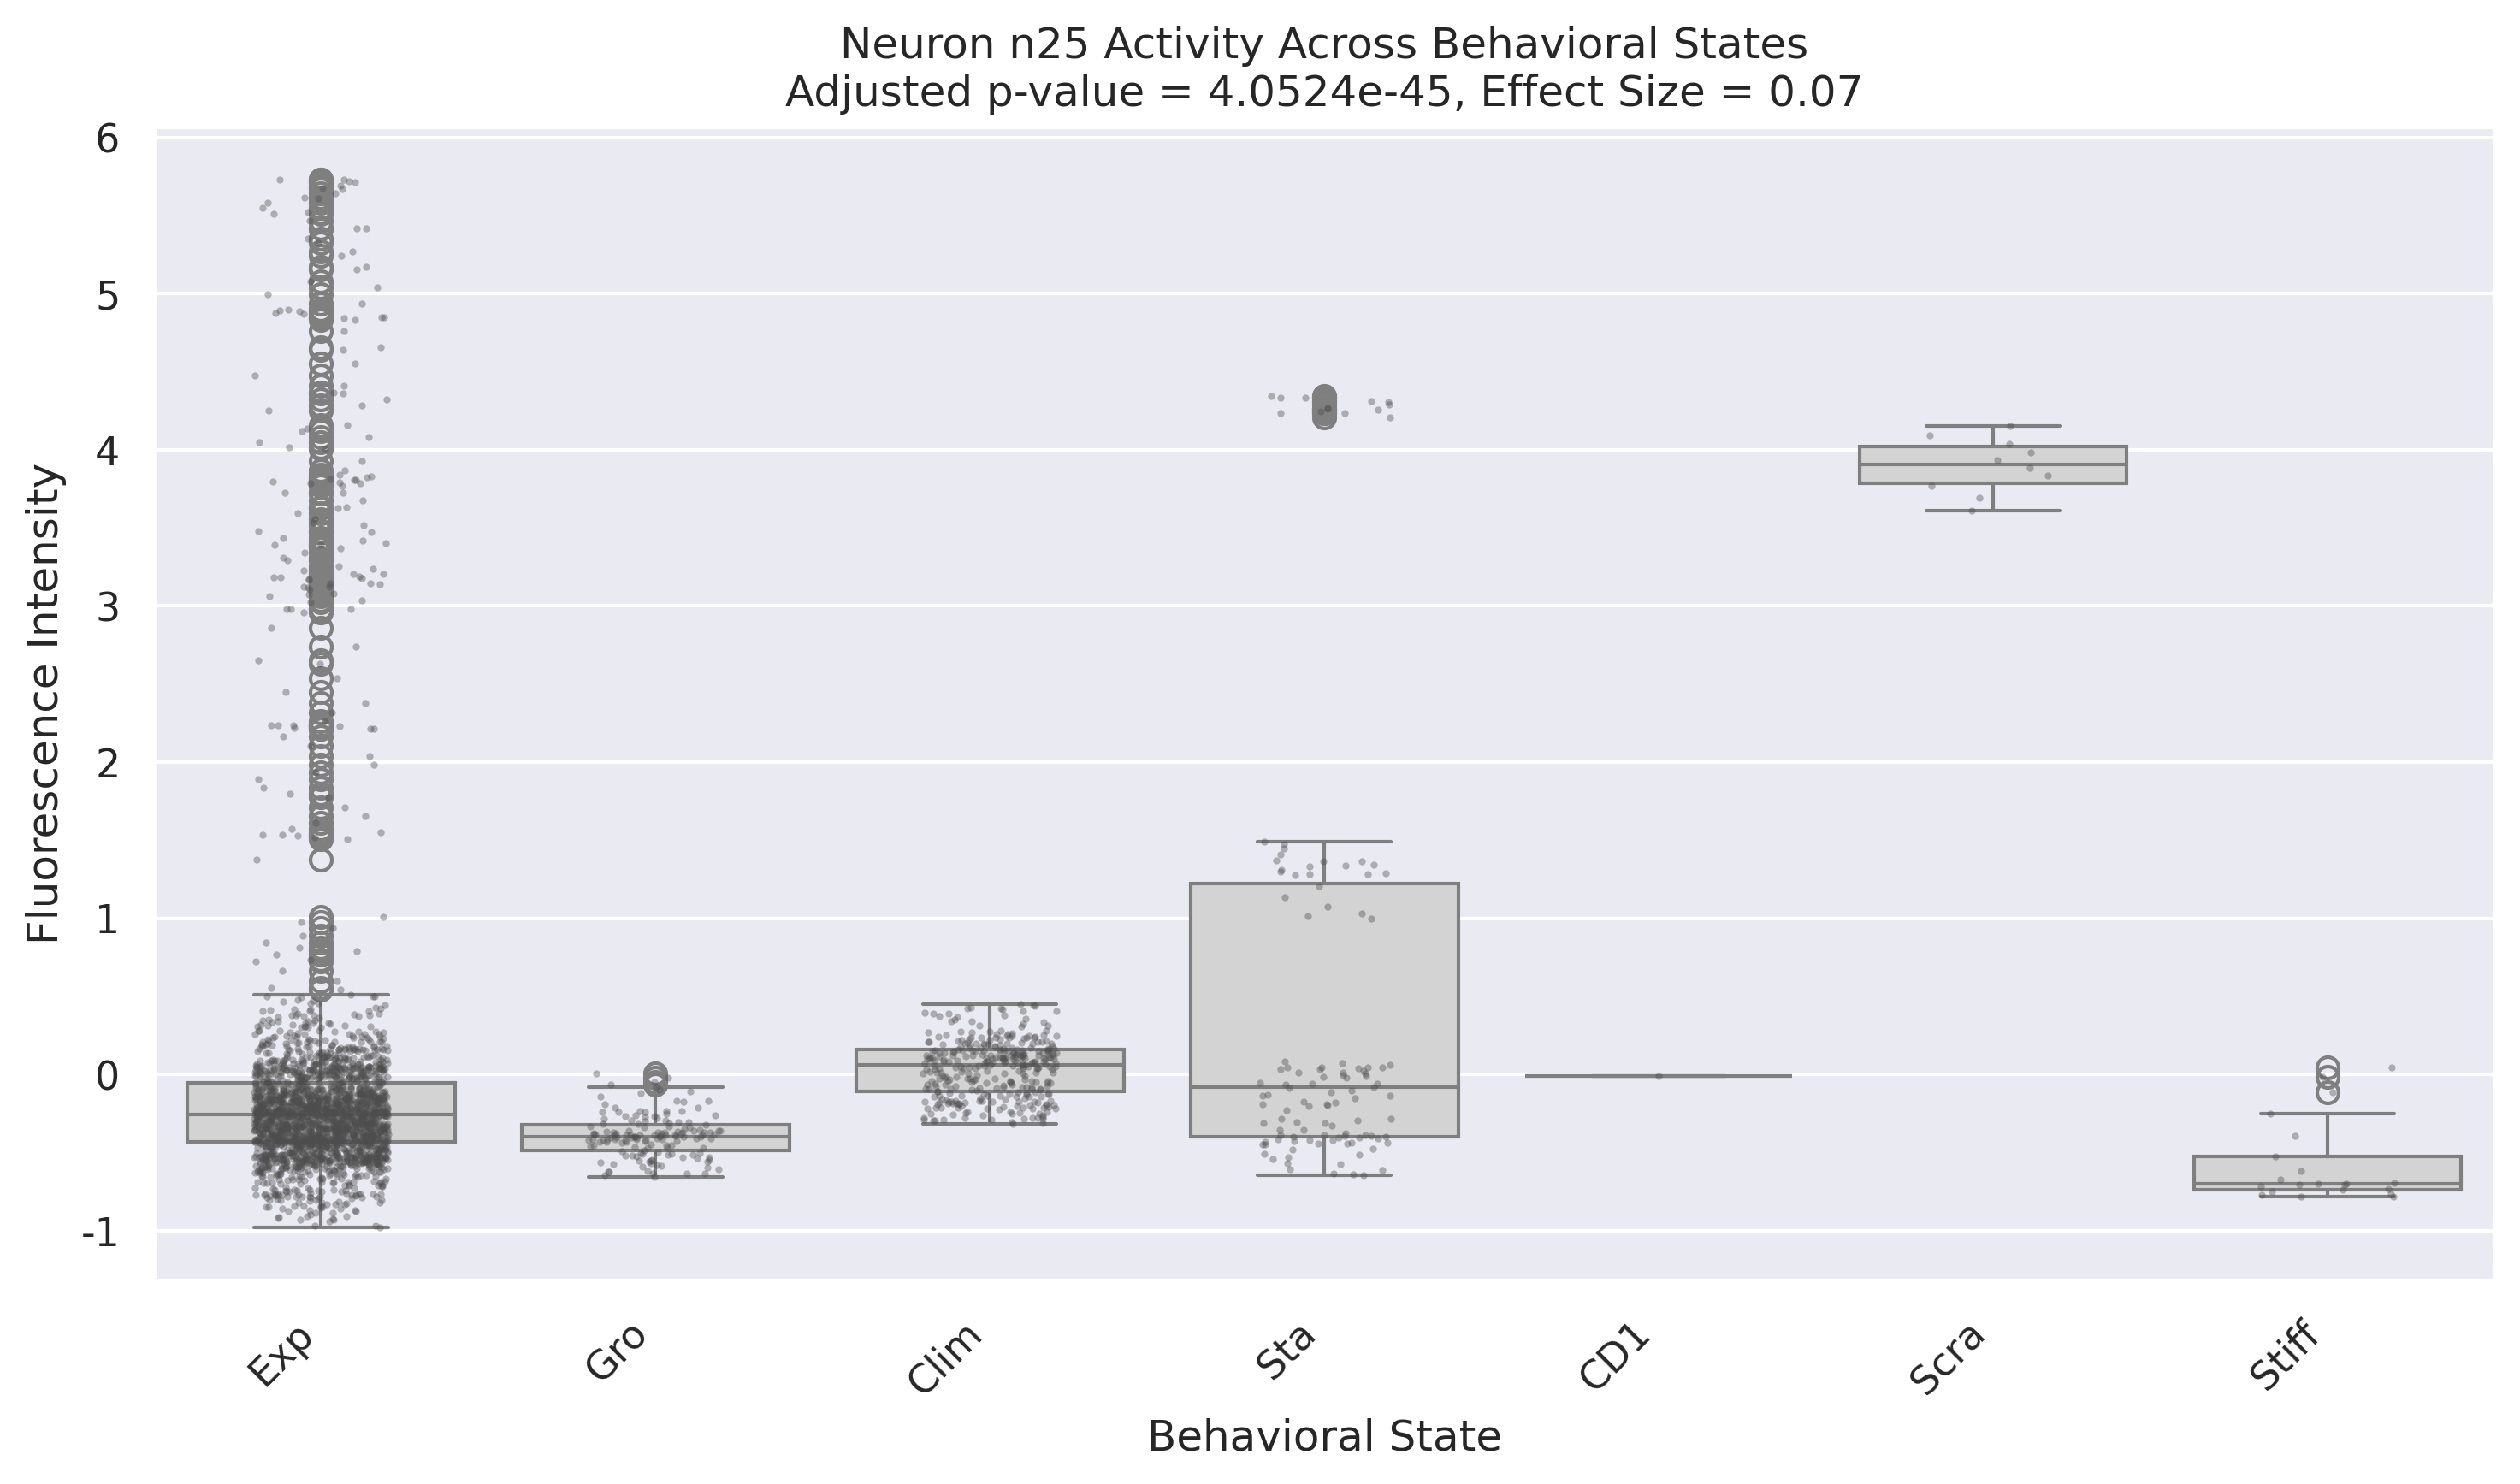 Neuron n25 Activity Across Behavioral States
Adjusted p-value = 4.0524e-45, Effect Size = 0.07
6
5
4
3
2
1
0
-1
Fluorescence Intensity
Exp
Gro
Clim
Sta
CD1
Scra
Stiff
Behavioral State